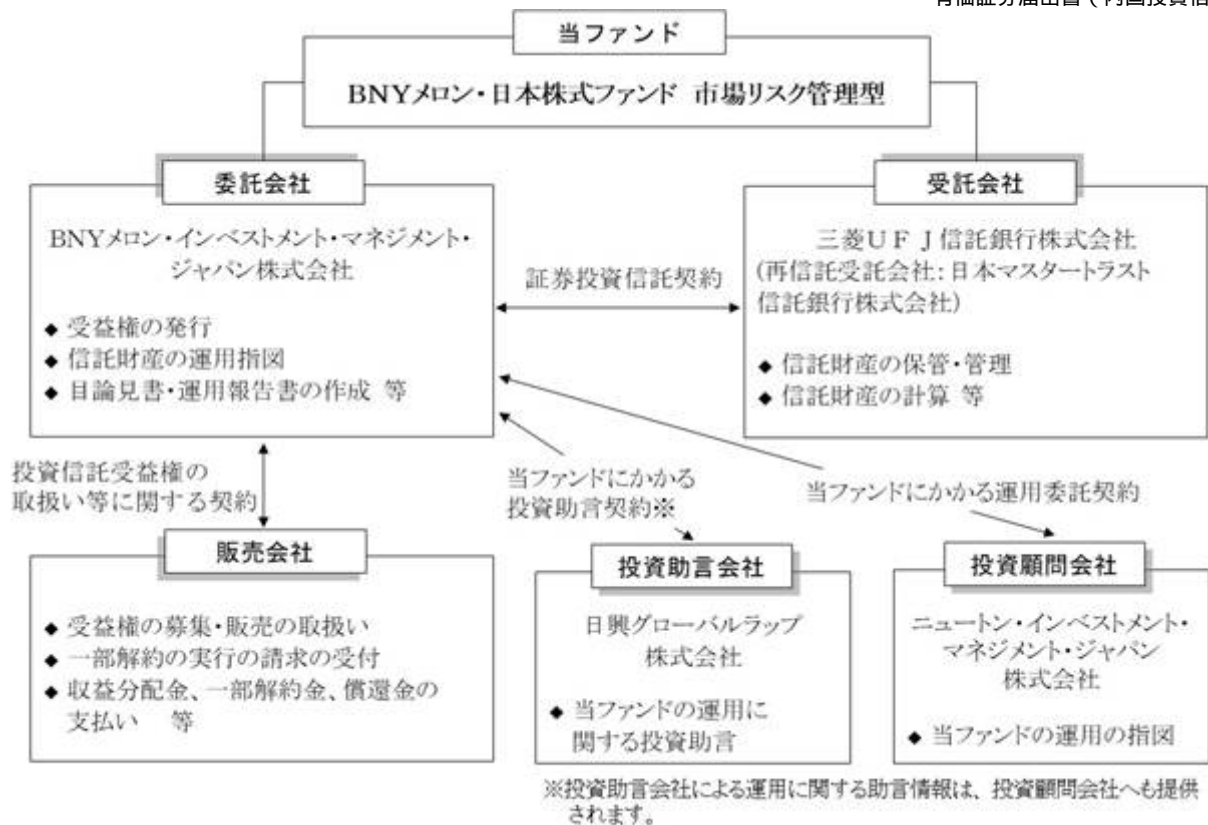 有価証券届出書(内国投資信
当ファンド
BNYメロン・日本株式ファンド 市場リスク管理型
委託会社
BNYメロン・インベストメント・マネジメント・
ジャパン株式会社
◆ 受益権の発行
◆ 信託財産の運用指図
◆ 目論見書・運用報告書の作成 等
証券投資信託契約
受託会社
三菱UFJ信託銀行株式会社
(再信託受託会社:日本マスタートラスト
信託銀行株式会社)
◆ 信託財産の保管・管理
◆ 信託財産の計算 等
投資信託受益権の
取扱い等に関する契約
当ファンドにかかる
投資助言契約※
当ファンドにかかる運用委託契約
販売会社
◆ 受益権の募集・販売の取扱い
◆ 一部解約の実行の請求の受付
◆ 収益分配金、一部解約金、償還金の
支払い 等
投資助言会社
日興グローバルラップ
株式会社
◆ 当ファンドの運用に
関する投資助言
投資顧問会社
ニュートン・インベストメント・
マネジメント・ジャパン
株式会社
◆ 当ファンドの運用の指図
※投資助言会社による運用に関する助言情報は、投資顧問会社へも提供
されます。